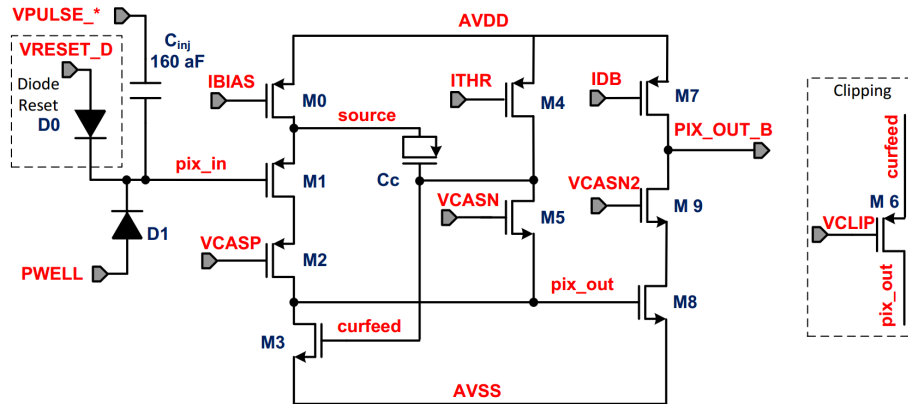 VPULSE_*
AVDD
Cinj
160 aF
VRESET_D
Diode
Reset
D0
IBIAS
M0
ITHR
M4
IDB
M7
Clipping
source
PIX_OUT_B
curfeed
pix_in
M1
Cc
VCASN
M5
VCASN2
M 9
M 6
D1
VCLIP
PWELL
VCASP
M2
pix_out
M8
pix_out
M3
curfeed
AVSS